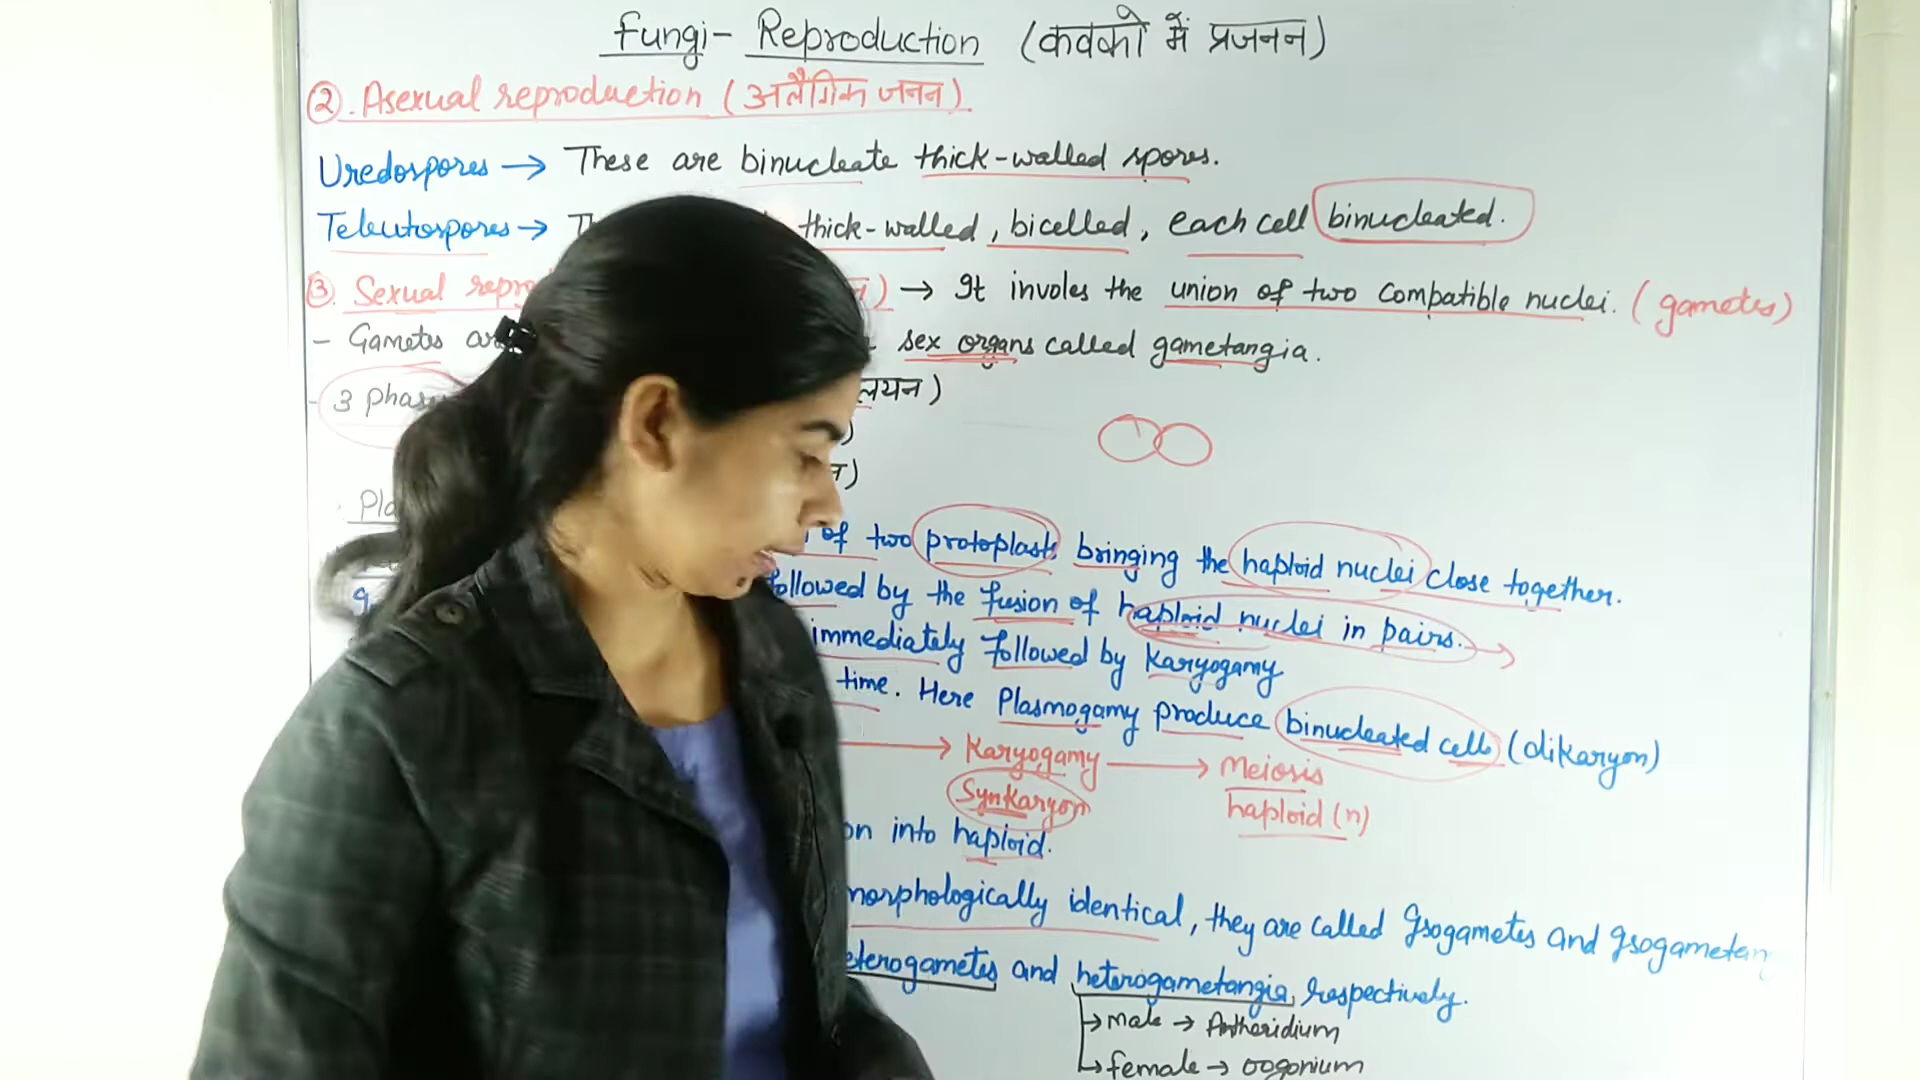 Fungi- Reproduction (कवको में प्रजनन)
②. Asexual reproduction (अलैंगिक जनन).
Uredospores → These are binucleate thick-walled spores.
Teleutospores → thick-walled, bicelled, each cell binucleated.
③. Sexual → It involes the union of two compatible nuclei. (gametes)
- Gametes sex organs called gametangia.
- 3 लयन)
of two protoplasts bringing the haploid nuclei close together.
followed by the fusion of haploid nuclei in pairs. →
immediately followed by Karyogamy
time. Here Plasmogamy produce binucleated cells (dikaryon)
→ Karyogamy → Meiosis
Synkaryon haploid (n)
into haploid.
morphologically identical, they are called Isogametes and
and heterogametangia, respectively.
→ male → Antheridium
→ female → oogonium